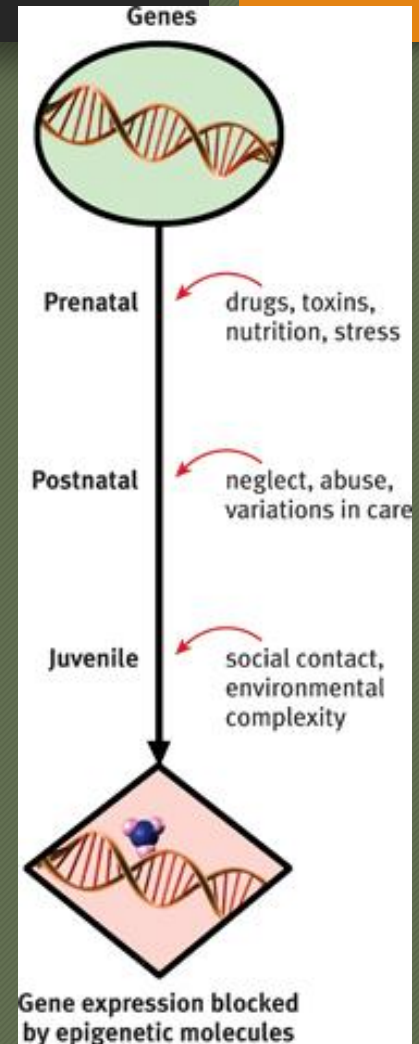 Genes
Prenatal
drugs, toxins,
nutrition, stress
Postnatal
neglect, abuse,
variations in care
Juvenile
social contact,
environmental
complexity
Gene expression blocked
by epigenetic molecules